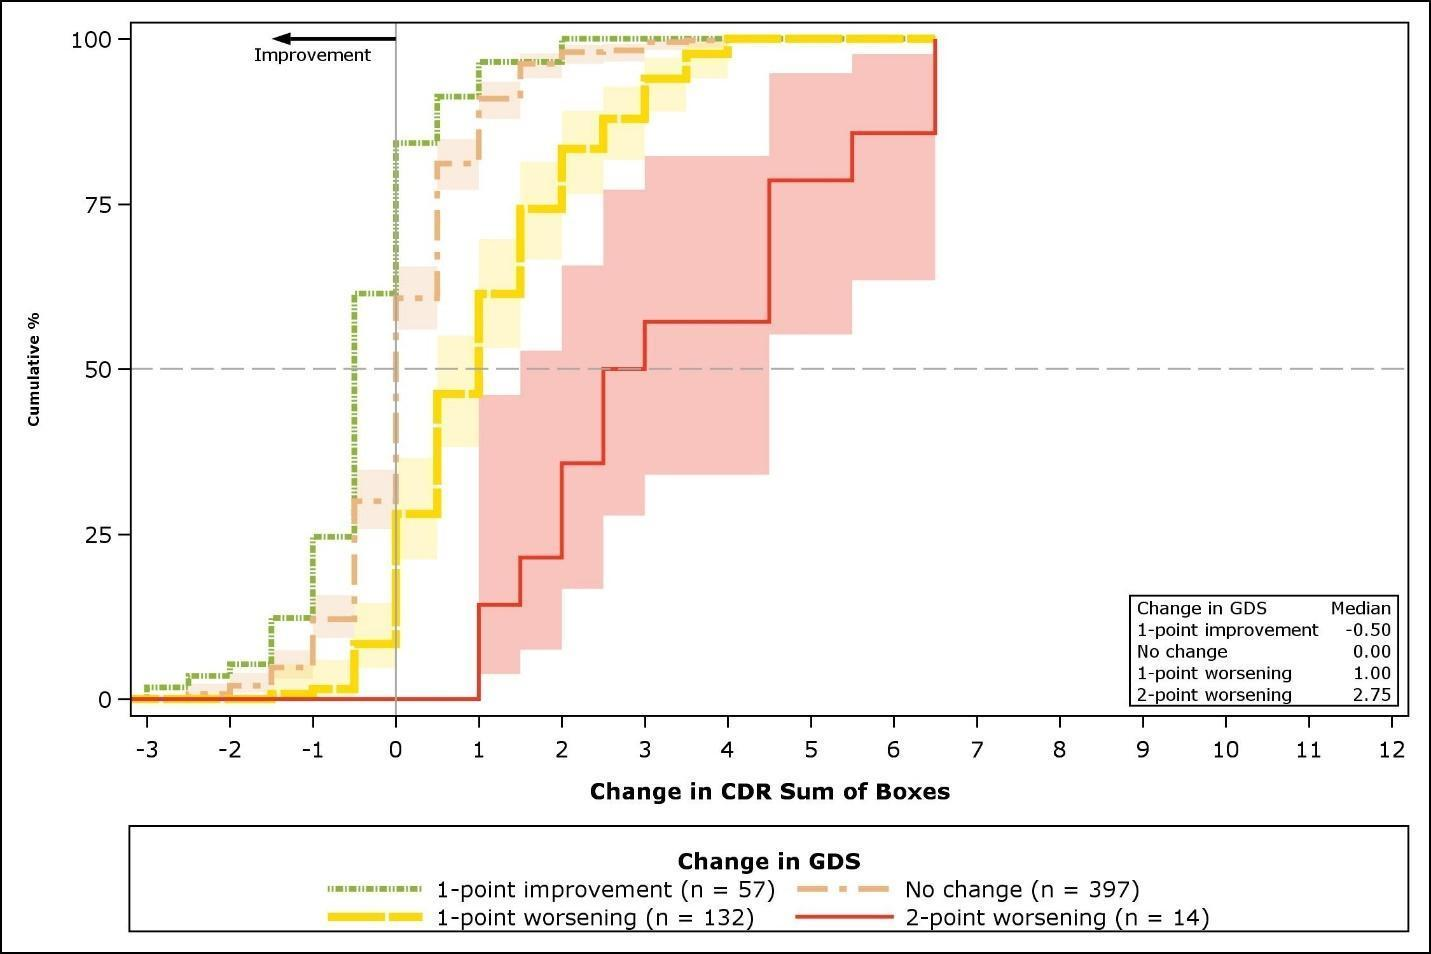 100
Improvement
75
50
25
0
Cumulative %
-3 -2 -1 0 1 2 3 4 5 6 7 8 9 10 11 12
Change in CDR Sum of Boxes
Change in GDS Median
1-point improvement -0.50
No change 0.00
1-point worsening 1.00
2-point worsening 2.75
Change in GDS
1-point improvement (n = 57) No change (n = 397)
1-point worsening (n = 132) 2-point worsening (n = 14)